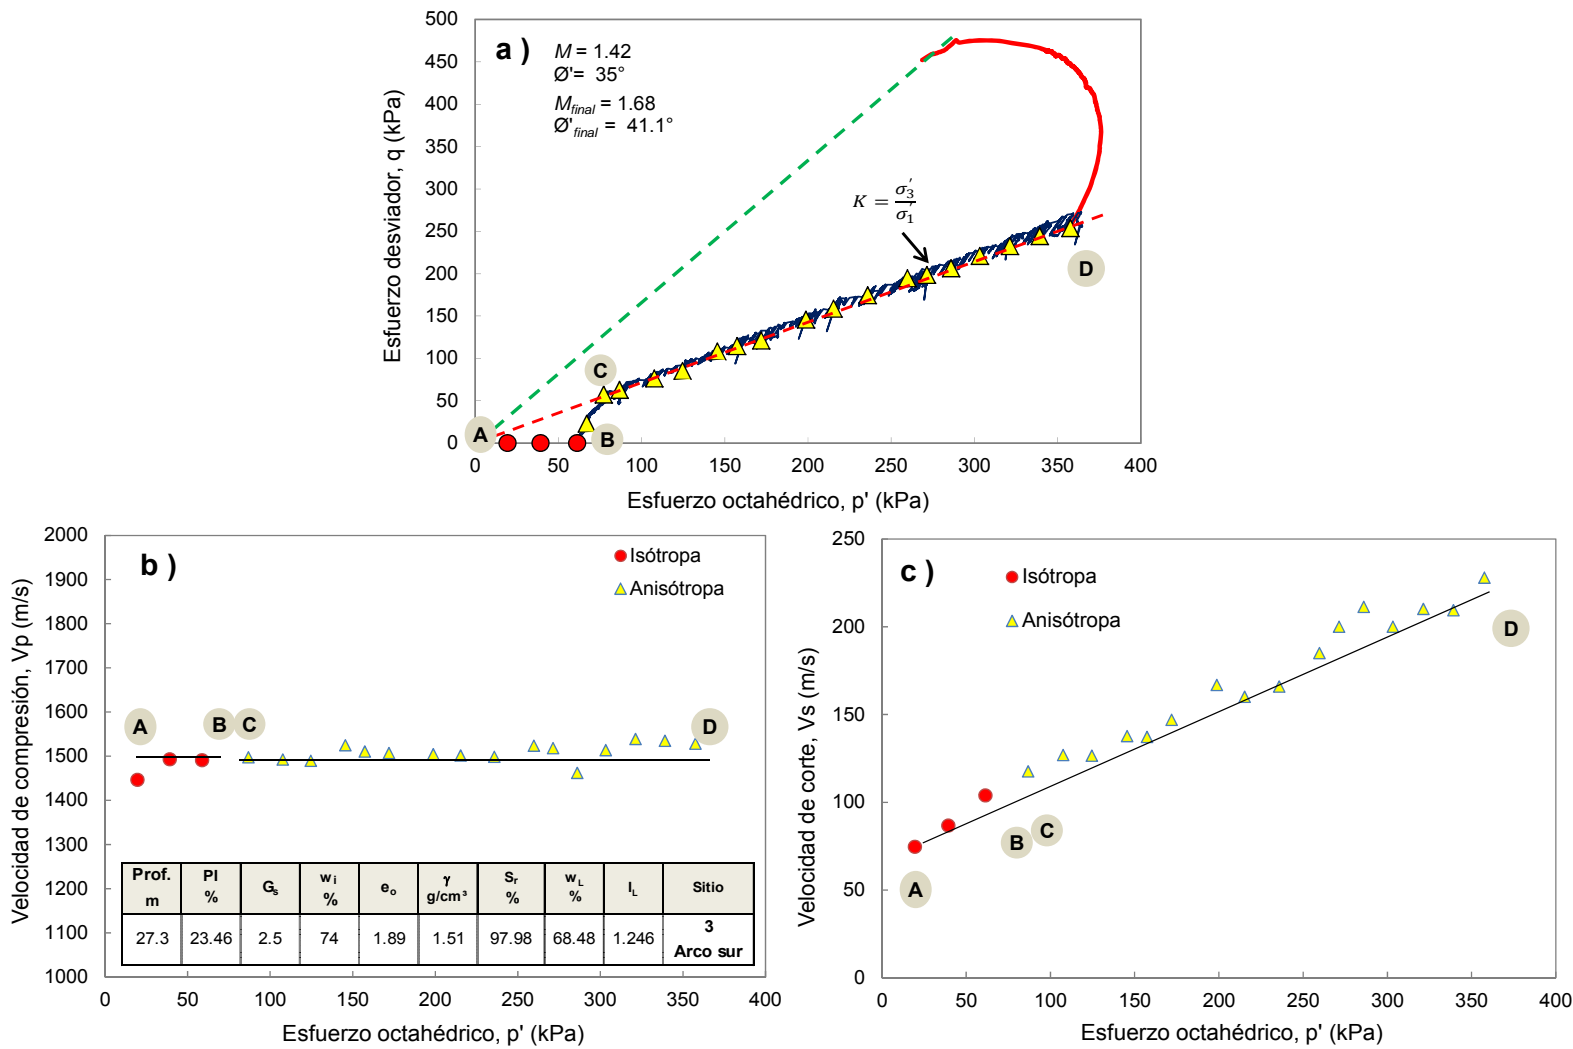 a )
M = 1.42
Ø'= 35°
M_final = 1.68
Ø'_final = 41.1°
K = σ'_3 / σ'_1
A
B
C
D
500
450
400
350
300
250
200
150
100
50
0
Esfuerzo desviador, q (kPa)
0 50 100 150 200 250 300 350 400
Esfuerzo octahédrico, p' (kPa)
b )
Isótropa
Anisótropa
A
B
C
D
2000
1900
1800
1700
1600
1500
1400
1300
1200
1100
1000
Velocidad de compresión, Vp (m/s)
Prof. m PI % Gs wi % eo γ g/cm³ Sr % wL % IL Sitio
27.3 23.46 2.5 74 1.89 1.51 97.98 68.48 1.246 3 Arco sur
0 50 100 150 200 250 300 350 400
Esfuerzo octahédrico, p' (kPa)
c )
Isótropa
Anisótropa
A
B
C
D
250
200
150
100
50
0
Velocidad de corte, Vs (m/s)
0 50 100 150 200 250 300 350 400
Esfuerzo octahédrico, p' (kPa)